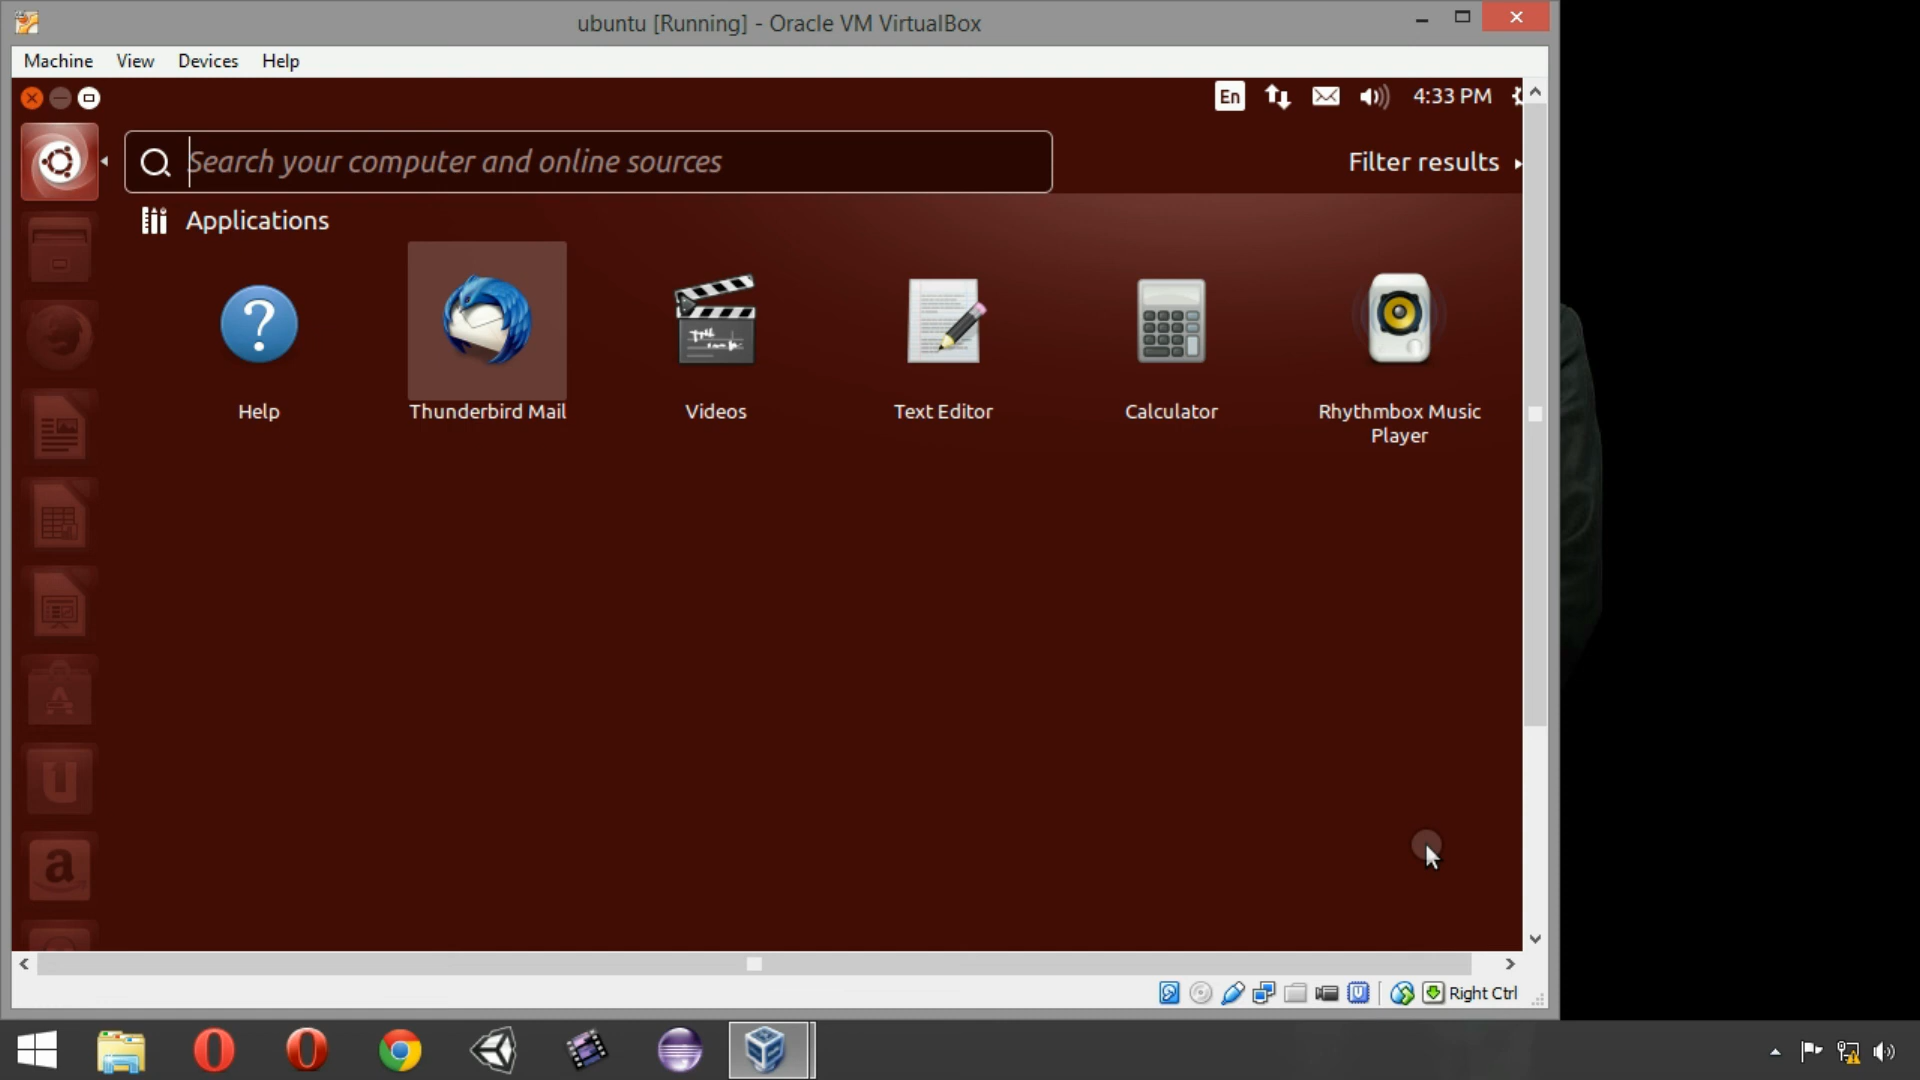 ubuntu [Running] - Oracle VM VirtualBox
Machine View Devices Help
En 4:33 PM
Search your computer and online sources
Filter results
Applications
Help
Thunderbird Mail
Videos
Text Editor
Calculator
Rhythmbox Music
Player
Right Ctrl